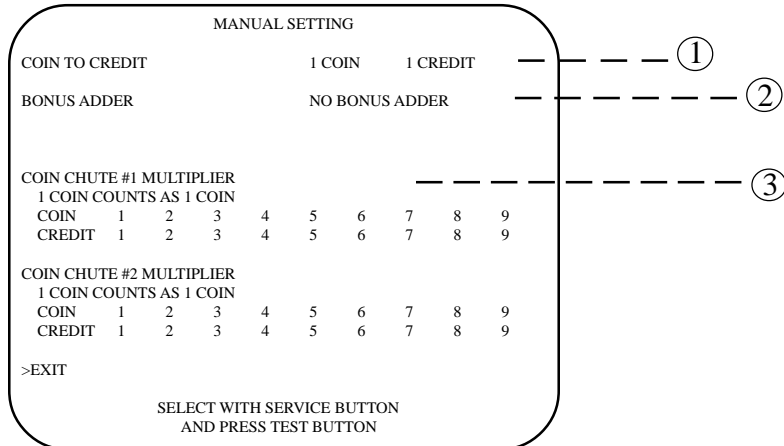 MANUAL SETTING
COIN TO CREDIT 1 COIN 1 CREDIT ①
BONUS ADDER NO BONUS ADDER ②
COIN CHUTE #1 MULTIPLIER ③
1 COIN COUNTS AS 1 COIN
COIN 1 2 3 4 5 6 7 8 9
CREDIT 1 2 3 4 5 6 7 8 9
COIN CHUTE #2 MULTIPLIER
1 COIN COUNTS AS 1 COIN
COIN 1 2 3 4 5 6 7 8 9
CREDIT 1 2 3 4 5 6 7 8 9
>EXIT
SELECT WITH SERVICE BUTTON
AND PRESS TEST BUTTON